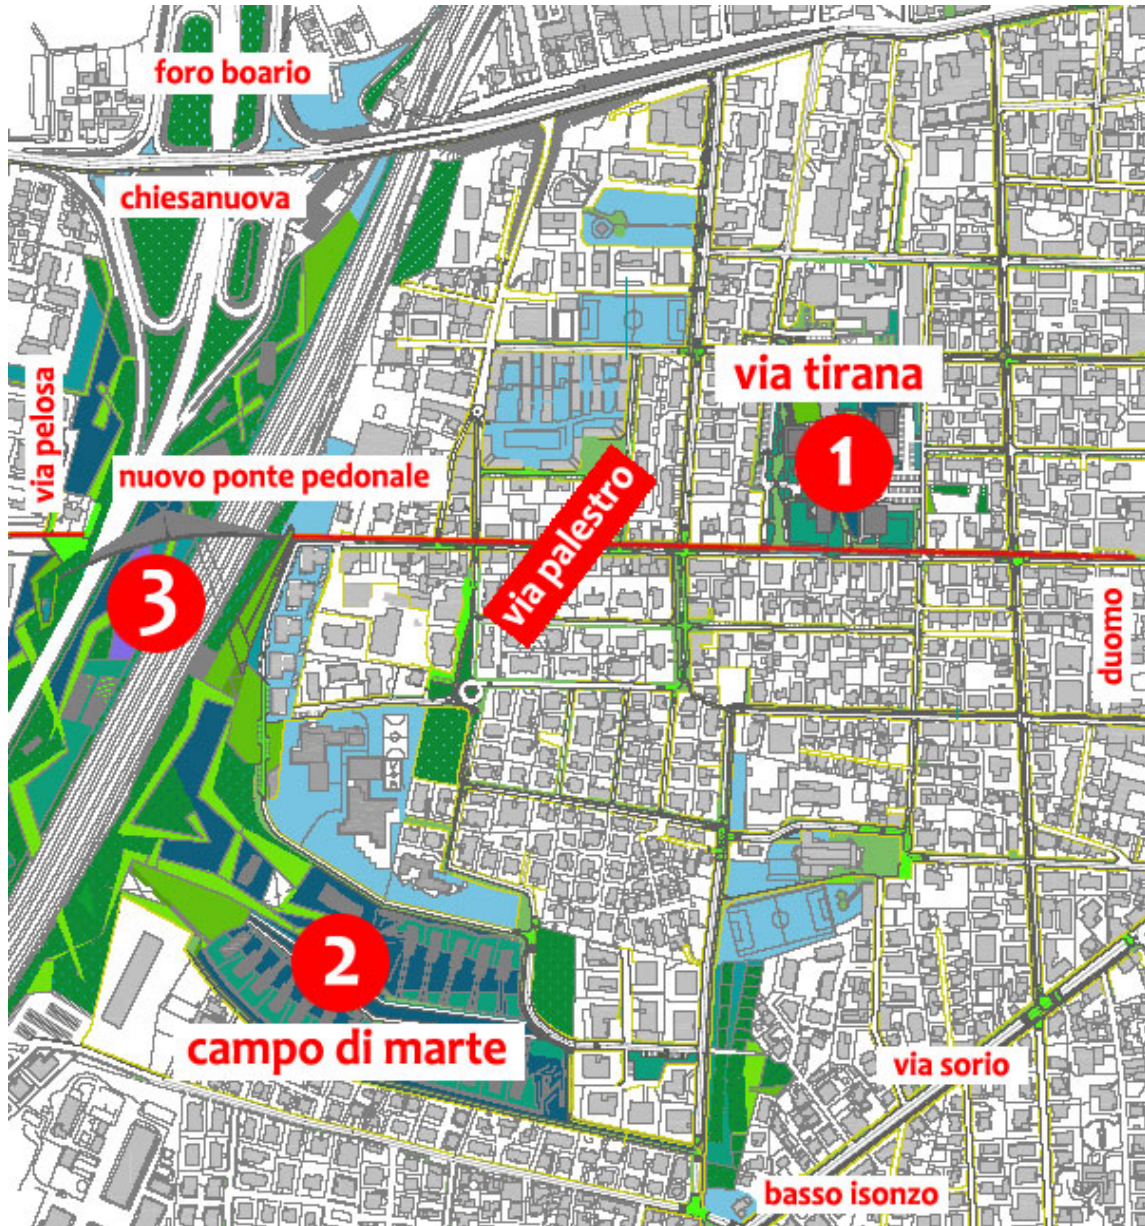 foro boario
chiesanuova
via tirana
1
via pelosa
nuovo ponte pedonale
via palestro
3
duomo
2
campo di marte
via sorio
basso isonzo